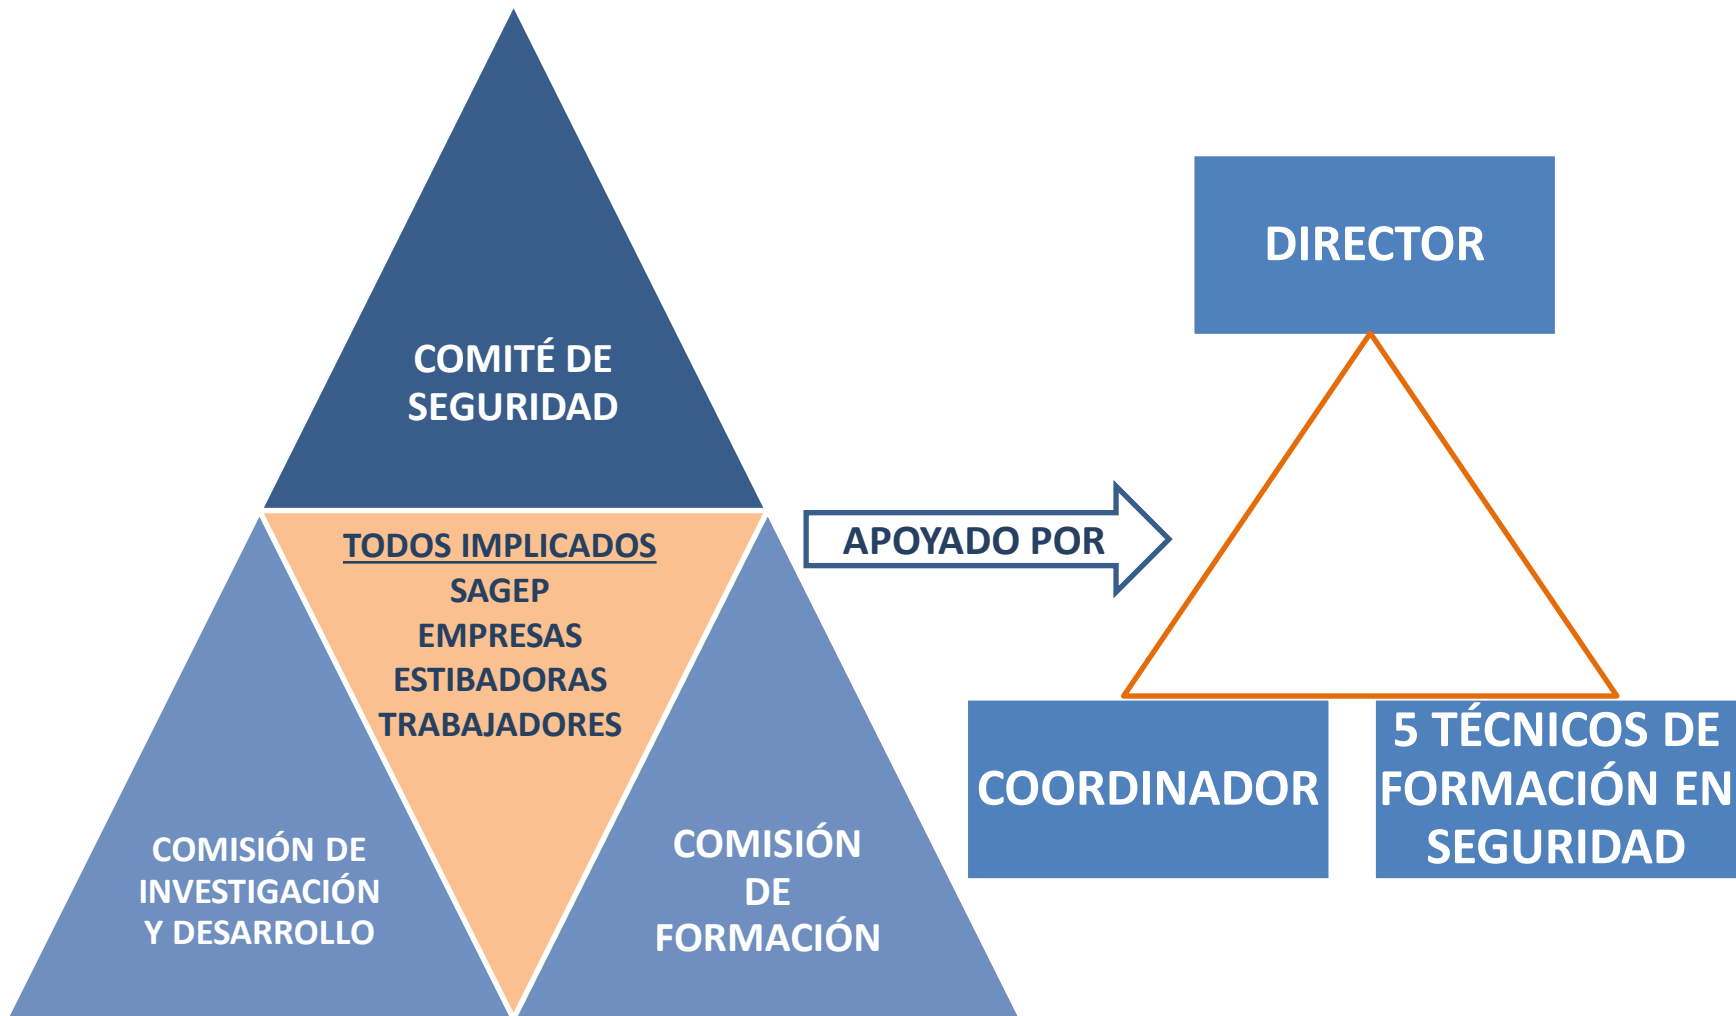 COMITÉ DE
SEGURIDAD
TODOS IMPLICADOS
SAGEP
EMPRESAS
ESTIBADORAS
TRABAJADORES
COMISIÓN DE
INVESTIGACIÓN
Y DESARROLLO
COMISIÓN
DE
FORMACIÓN
APOYADO POR
DIRECTOR
COORDINADOR
5 TÉCNICOS DE
FORMACIÓN EN
SEGURIDAD